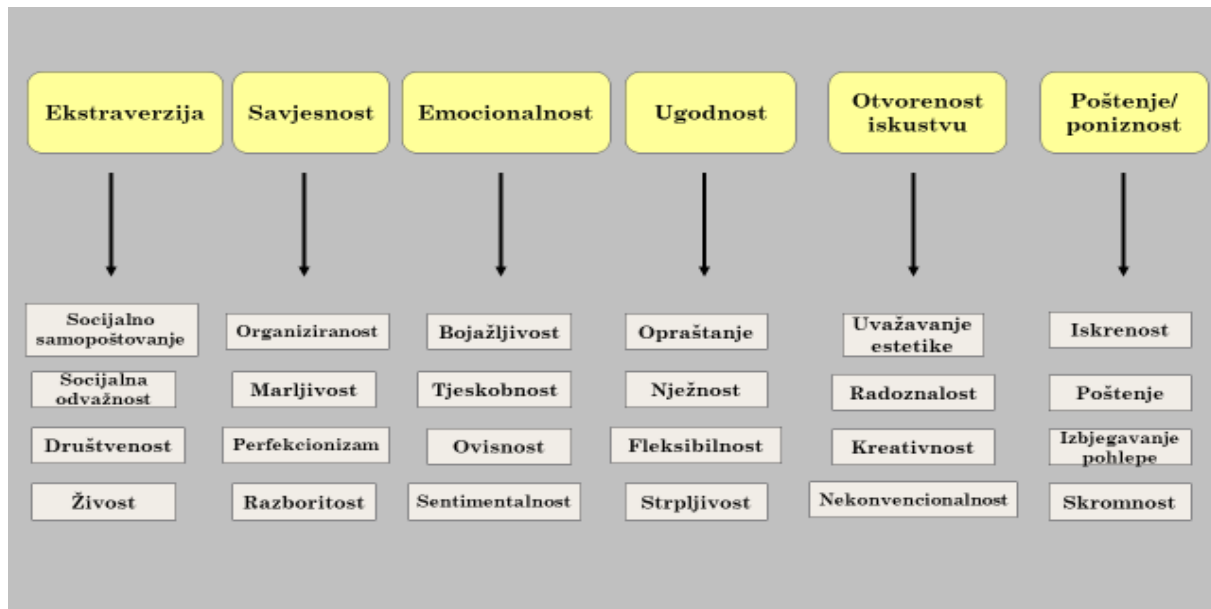 Ekstraverzija
Savjesnost
Emocionalnost
Ugodnost
Otvorenost
iskustvu
Poštenje/
poniznost
Socijalno
samopoštovanje
Organiziranost
Bojažljivost
Opraštanje
Uvažavanje
estetike
Iskrenost
Socijalna
odvažnost
Marljivost
Tjeskobnost
Nježnost
Radoznalost
Poštenje
Društvenost
Perfekcionizam
Ovisnost
Fleksibilnost
Kreativnost
Izbjegavanje
pohlepe
Živost
Razboritost
Sentimentalnost
Strpljivost
Nekonvencionalnost
Skromnost